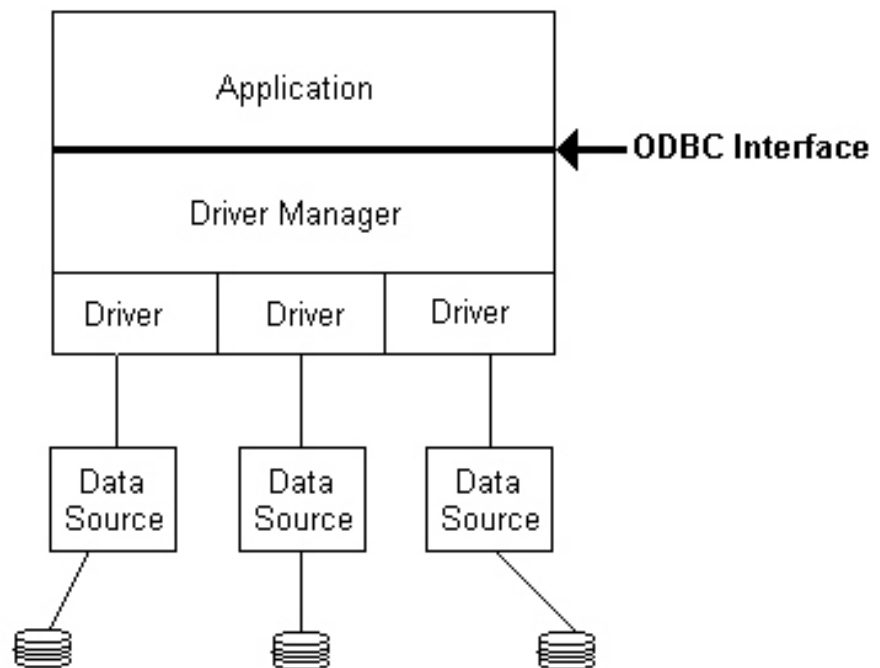 Application
ODBC Interface
Driver Manager
Driver
Driver
Driver
Data
Source
Data
Source
Data
Source